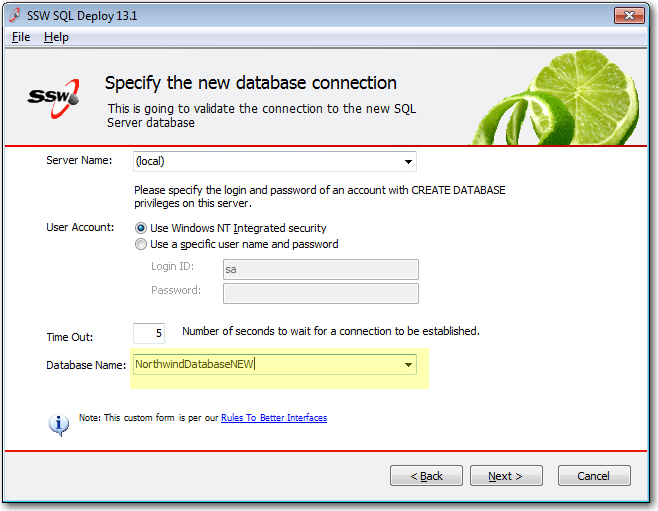 SSW SQL Deploy 13.1
File Help
SSW
Specify the new database connection
This is going to validate the connection to the new SQL
Server database
Server Name: (local)
Please specify the login and password of an account with CREATE DATABASE
privileges on this server.
User Account: Use Windows NT Integrated security
Use a specific user name and password
Login ID: sa
Password:
Time Out: 5 Number of seconds to wait for a connection to be established.
Database Name: NorthwindDatabaseNEW
Note: This custom form is per our Rules To Better Interfaces
< Back Next > Cancel